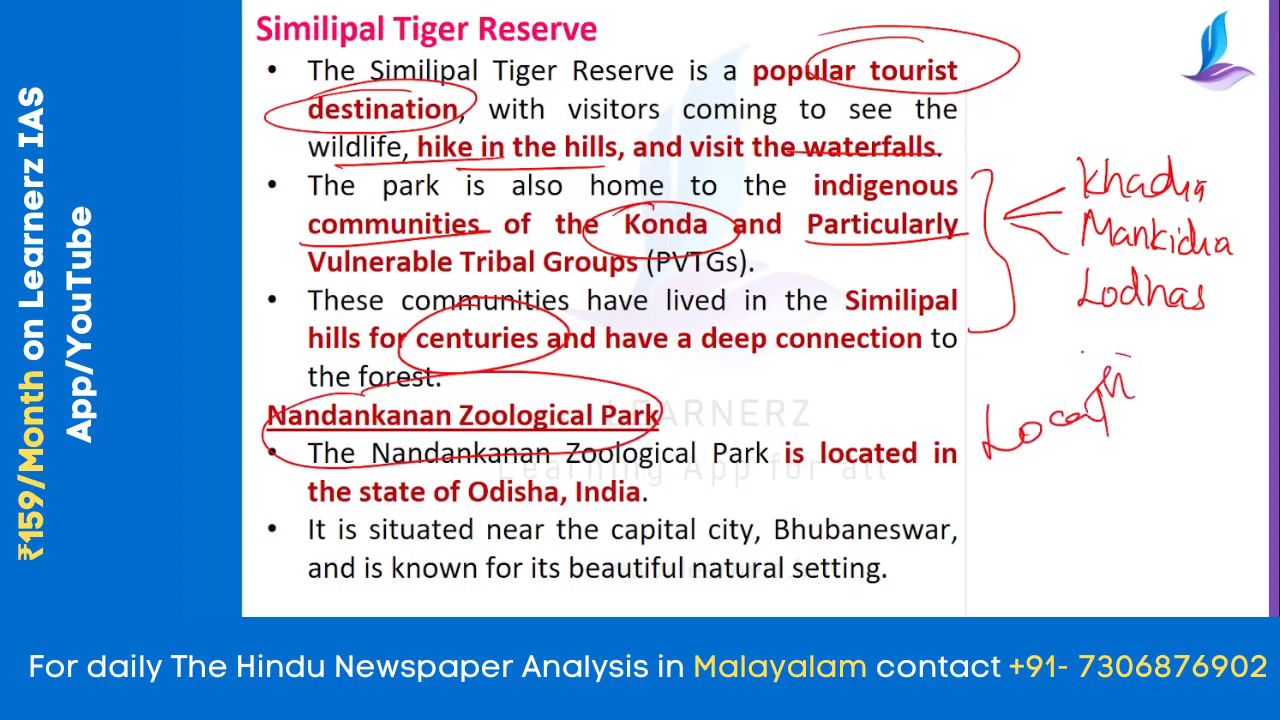 ₹159/Month on Learnerz IAS
App/YouTube
Similipal Tiger Reserve
• The Similipal Tiger Reserve is a popular tourist
destination, with visitors coming to see the
wildlife, hike in the hills, and visit the waterfalls.
• The park is also home to the indigenous
communities of the Konda and Particularly
Vulnerable Tribal Groups (PVTGs).
• These communities have lived in the Similipal
hills for centuries and have a deep connection to
the forest.
Nandankanan Zoological Park
• The Nandankanan Zoological Park is located in
the state of Odisha, India.
• It is situated near the capital city, Bhubaneswar,
and is known for its beautiful natural setting.
Khadia
Mankidia
Lodhas
LEARNERZ
Learning App for all
For daily The Hindu Newspaper Analysis in Malayalam contact +91- 7306876902